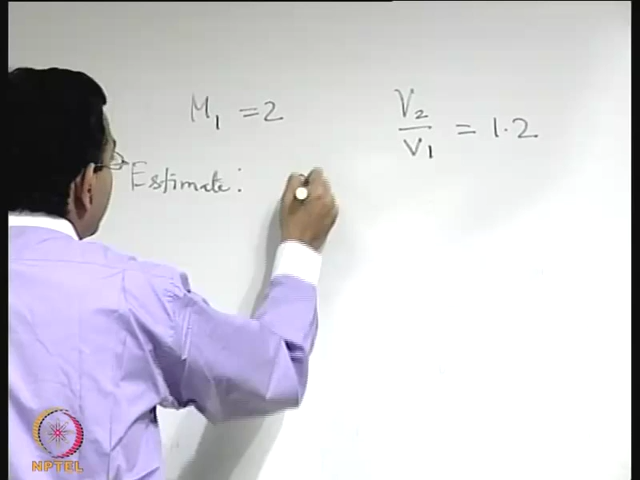 M₁ = 2
V₂/V₁ = 1.2
Estimate:
NPTEL